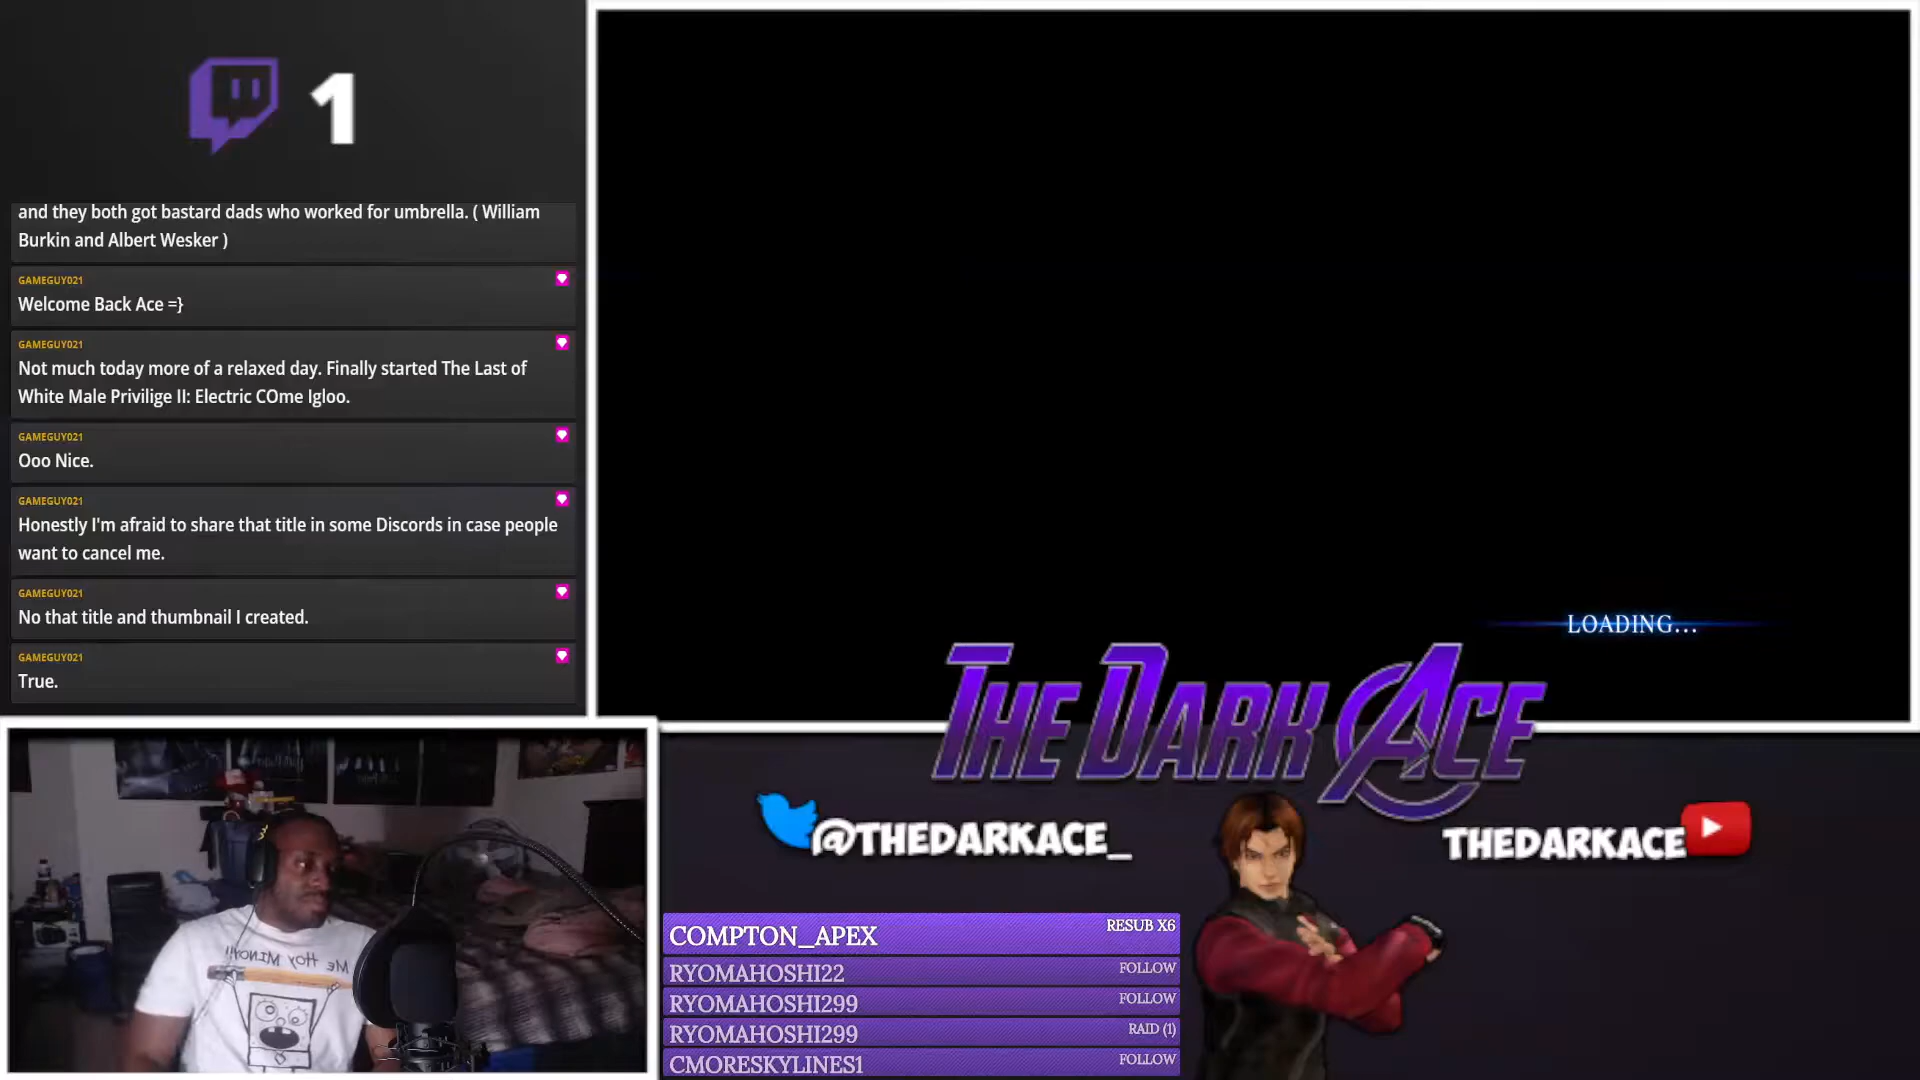 1
and they both got bastard dads who worked for umbrella. ( William
Burkin and Albert Wesker )
GAMEGUY021
Welcome Back Ace =}
GAMEGUY021
Not much today more of a relaxed day. Finally started The Last of
White Male Privilige II: Electric COme Igloo.
GAMEGUY021
Ooo Nice.
GAMEGUY021
Honestly I'm afraid to share that title in some Discords in case people
want to cancel me.
GAMEGUY021
No that title and thumbnail I created.
GAMEGUY021
True.
LOADING...
THE DARK ACE
@THEDARKACE_
THEDARKACE
ME HOY MINOY!!
COMPTON_APEX RESUB X6
RYOMAHOSHI22 FOLLOW
RYOMAHOSHI299 FOLLOW
RYOMAHOSHI299 RAID (1)
CMORESKYLINES1 FOLLOW